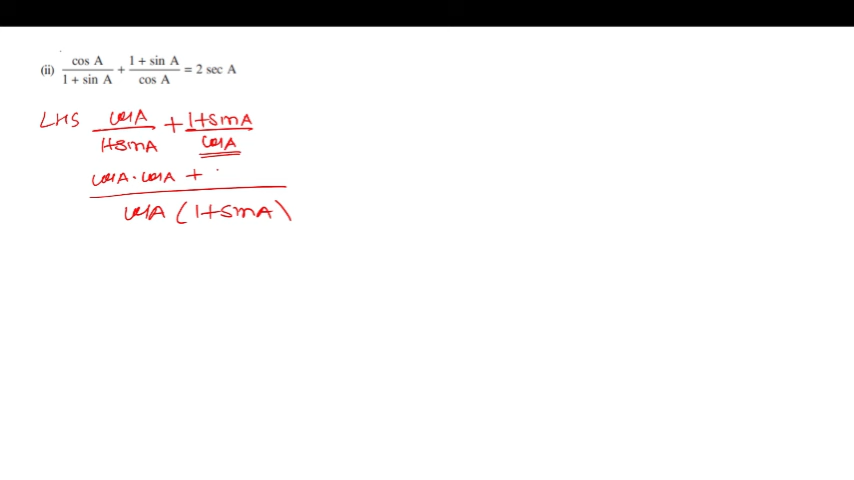 (ii) cos A / (1 + sin A) + (1 + sin A) / cos A = 2 sec A
LHS cosA / (1+sinA) + (1+sinA) / cosA
(cosA · cosA +) / (cosA (1+sinA))